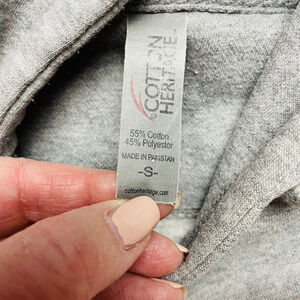 COTTON
HERITAGE
55% Cotton
45% Polyester
MADE IN PAKISTAN
-S-
cottonheritage.com